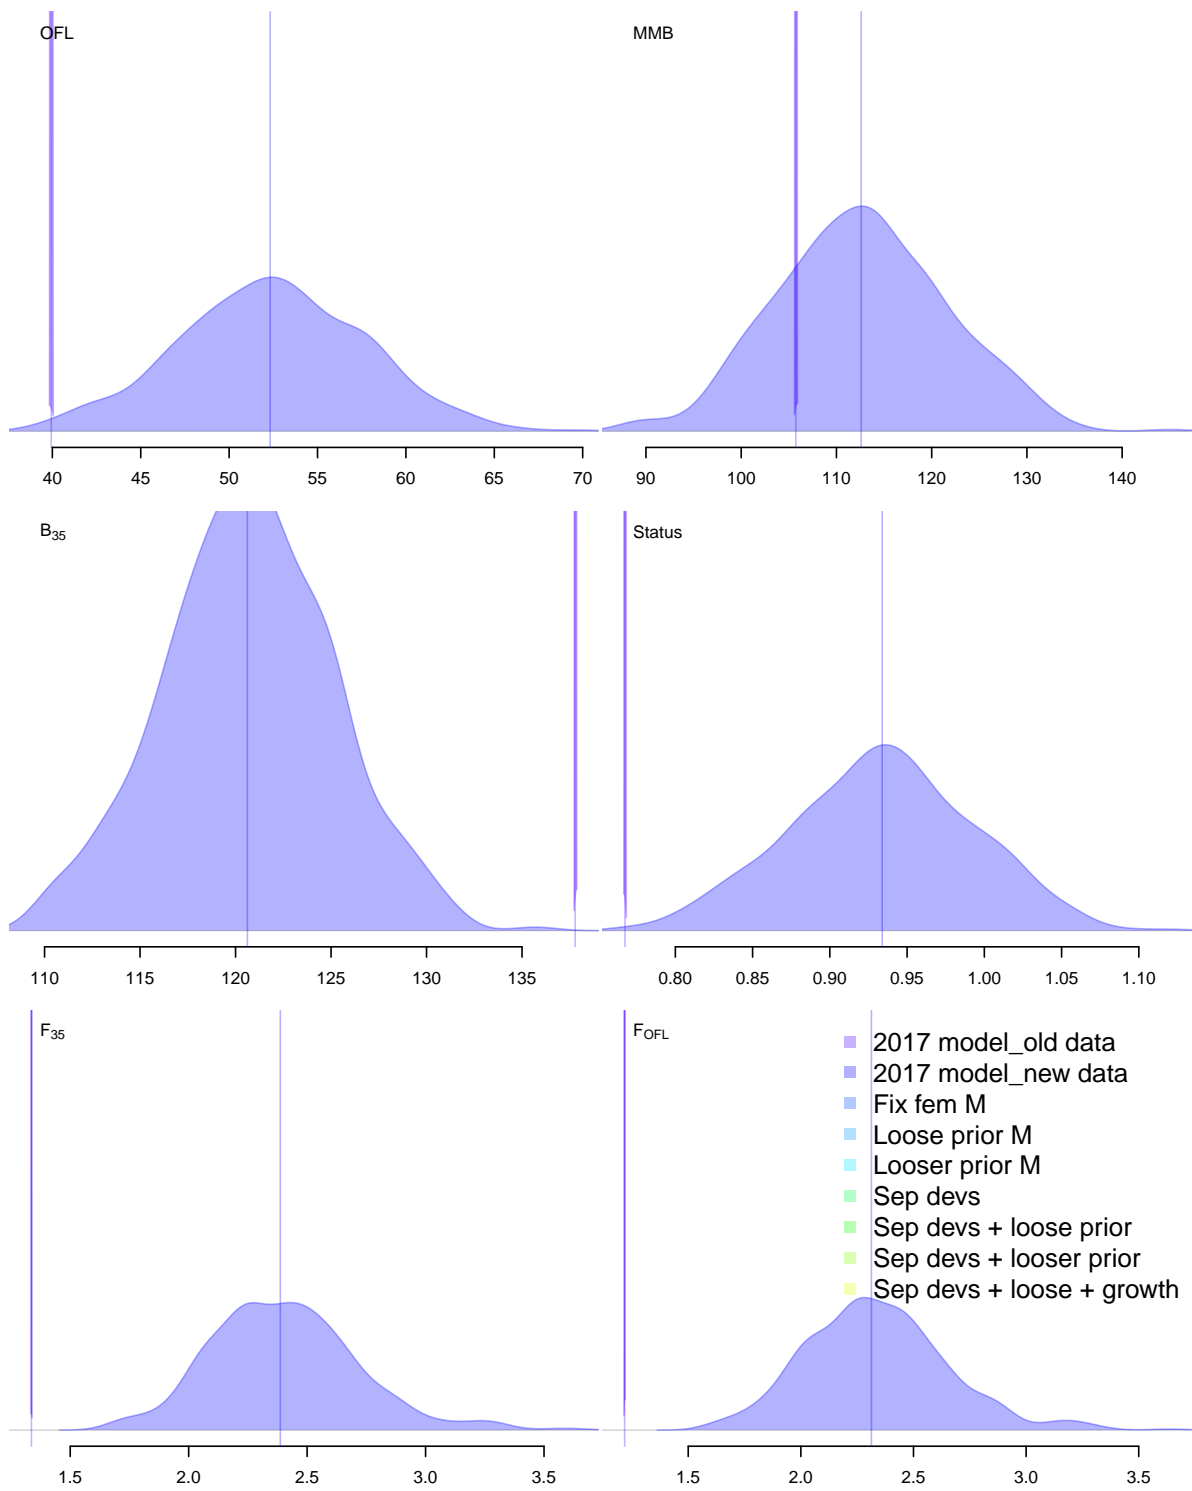 OFL
MMB
40 45 50 55 60 65 70
90 100 110 120 130 140
B35
Status
110 115 120 125 130 135
0.80 0.85 0.90 0.95 1.00 1.05 1.10
F35
FOFL
2017 model_old data
2017 model_new data
Fix fem M
Loose prior M
Looser prior M
Sep devs
Sep devs + loose prior
Sep devs + looser prior
Sep devs + loose + growth
1.5 2.0 2.5 3.0 3.5
1.5 2.0 2.5 3.0 3.5